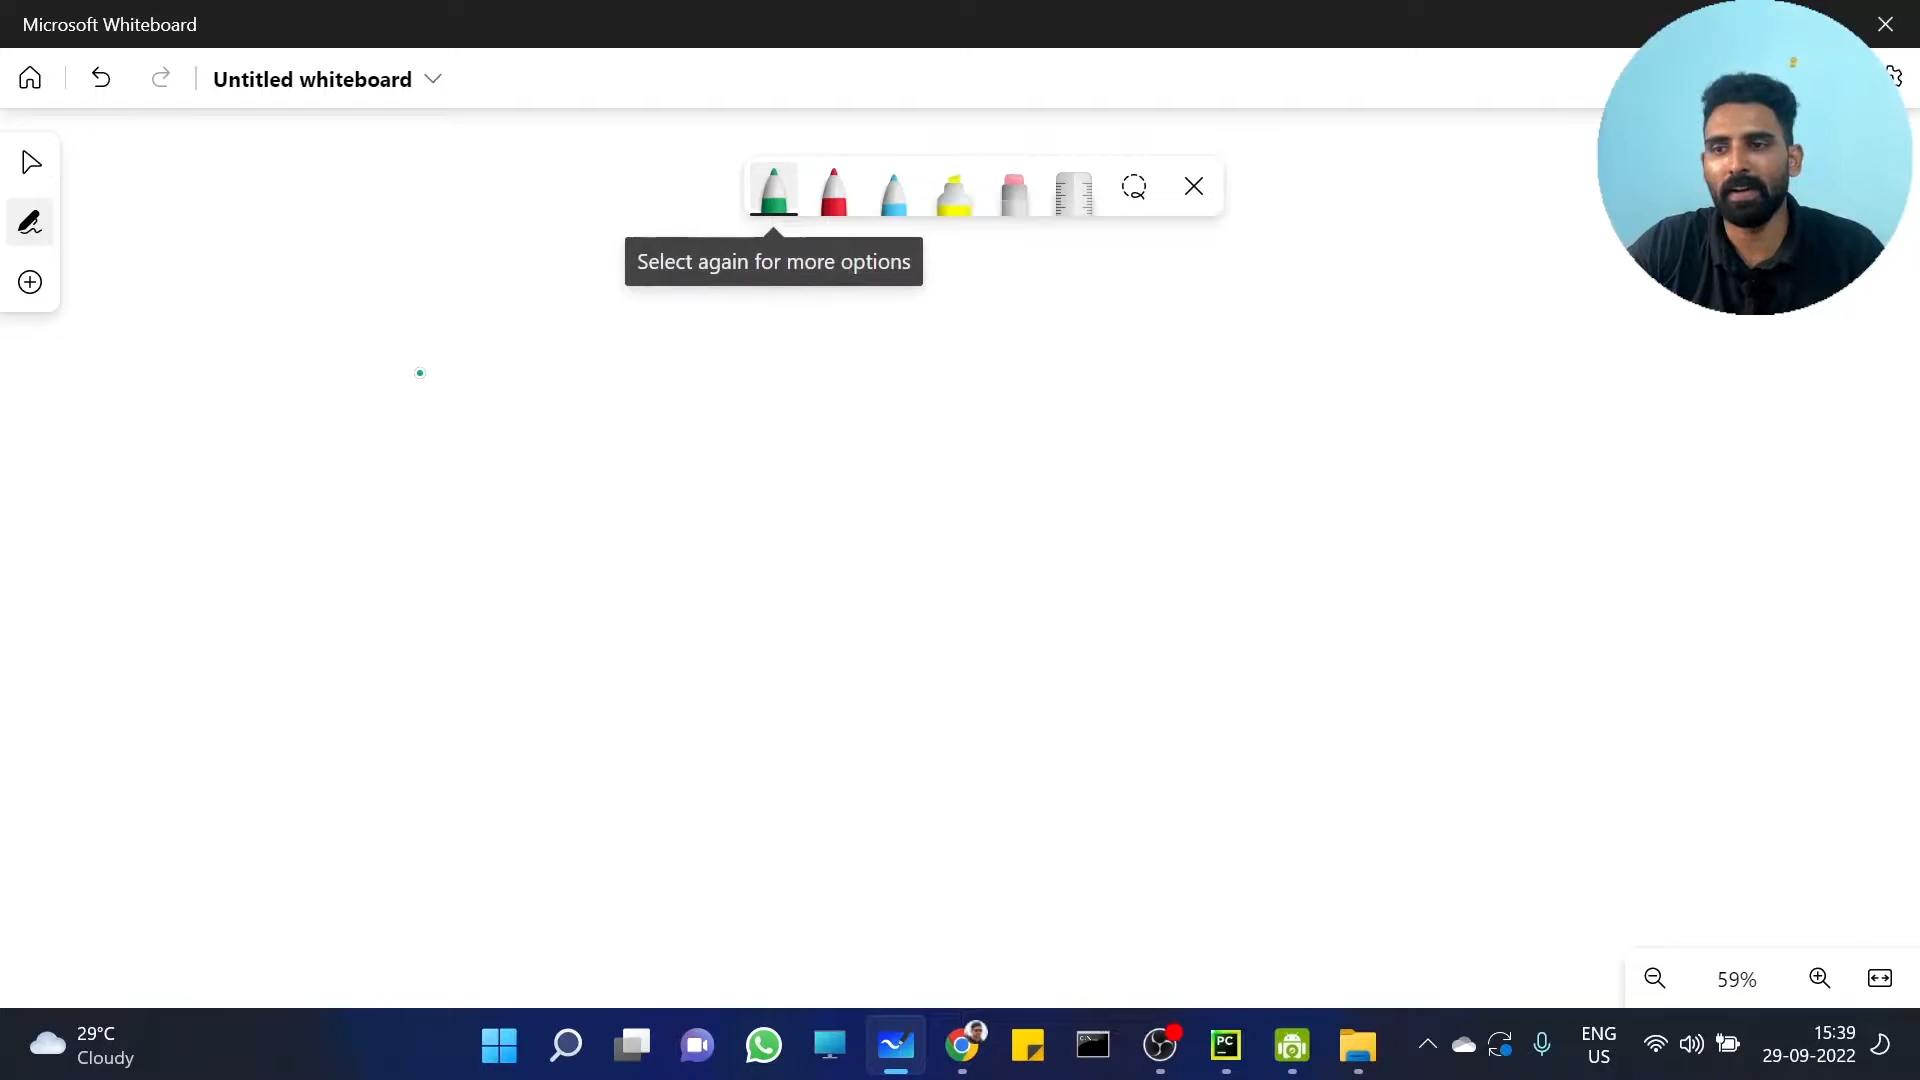 Microsoft Whiteboard
Untitled whiteboard
Select again for more options
59%
29°C
Cloudy
PC
ENG
US
15:39
29-09-2022